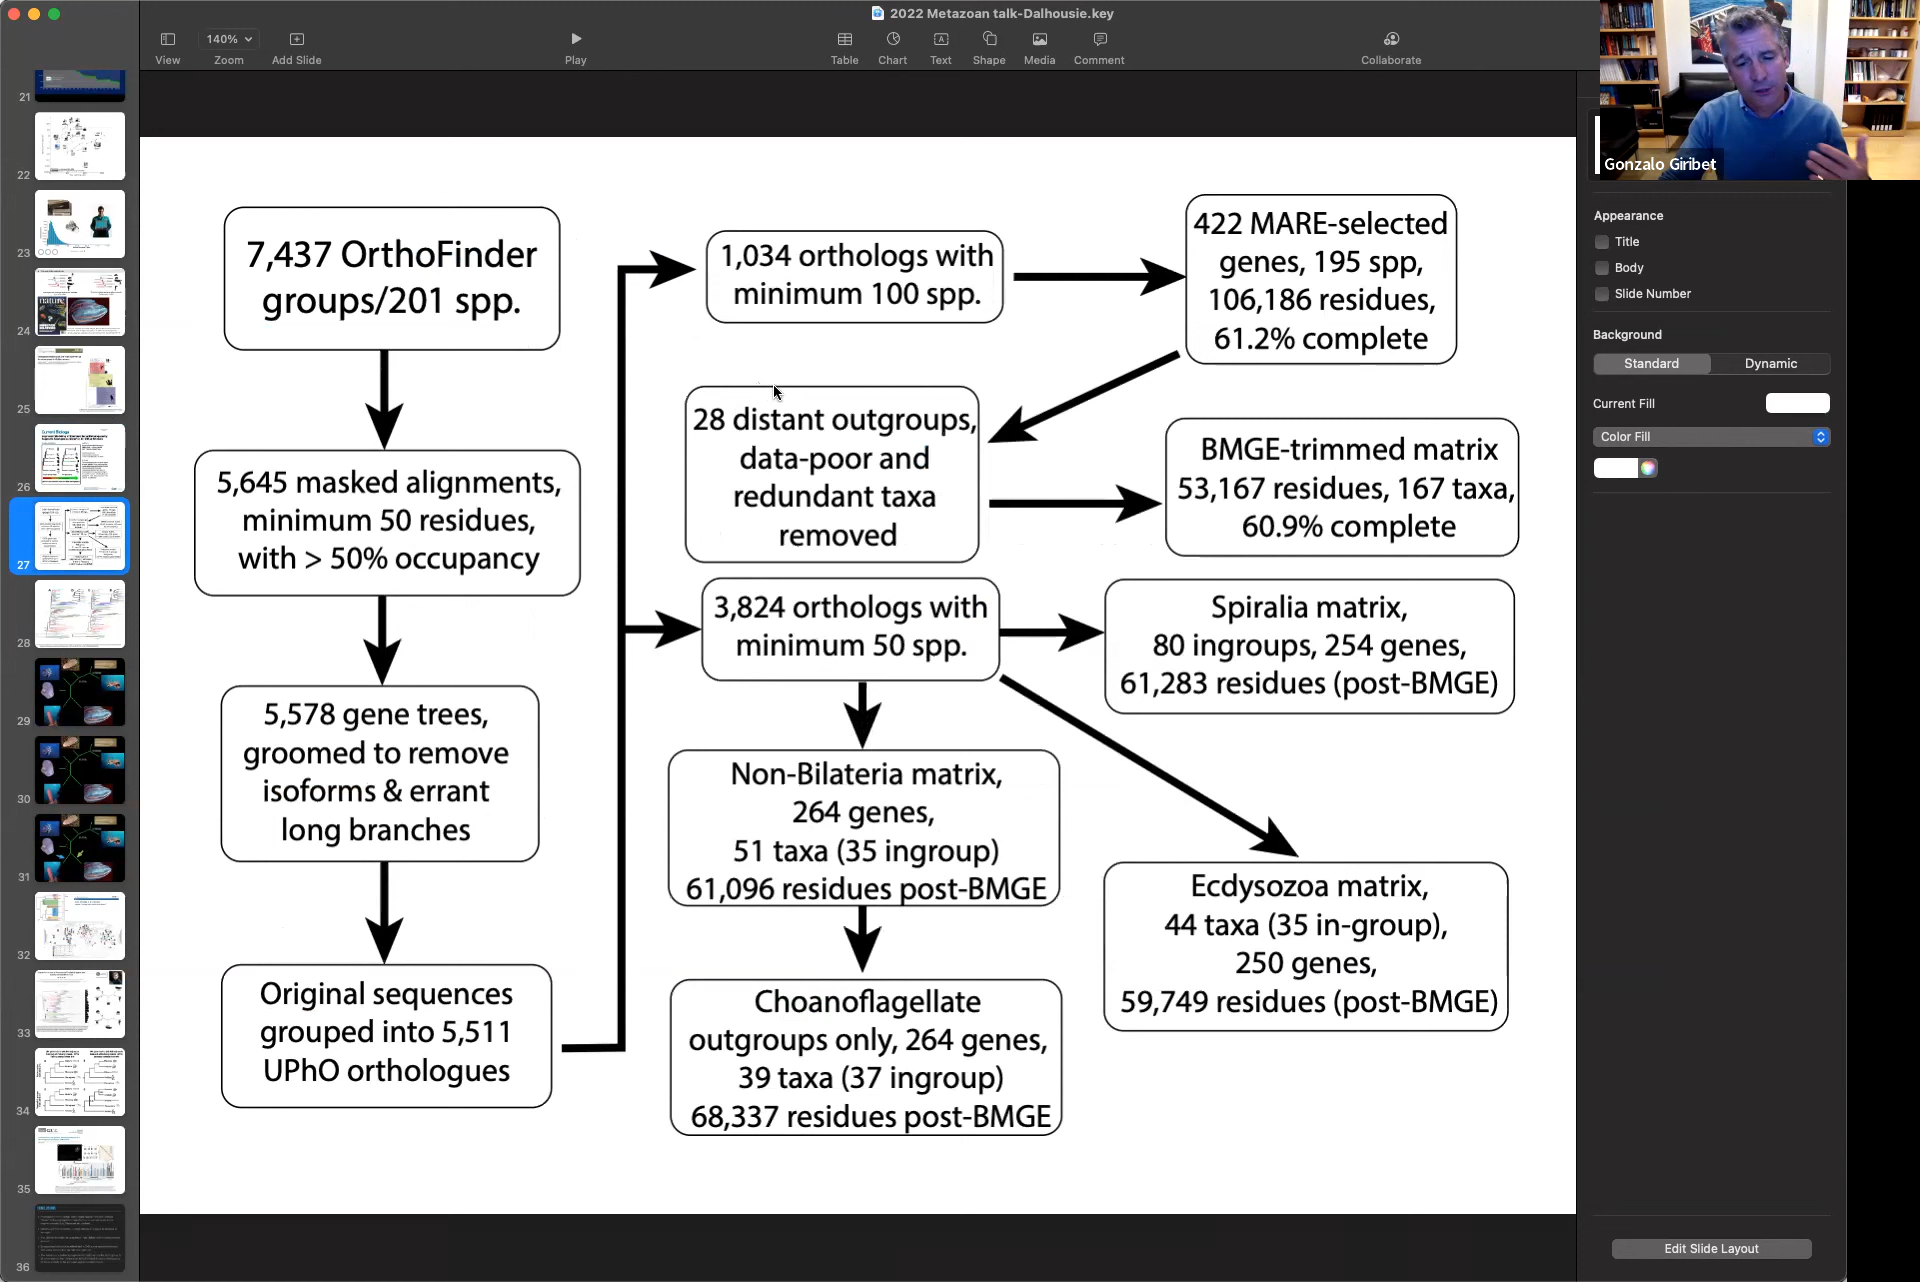 2022 Metazoan talk-Dalhousie.key
140%
View
Zoom
Add Slide
Play
Table
Chart
Text
Shape
Media
Comment
Collaborate
Gonzalo Giribet
21
22
23
24
25
26
27
28
29
30
31
32
33
34
35
36
nature
Current Biology
7,437 OrthoFinder
groups/201 spp.
5,645 masked alignments,
minimum 50 residues,
with > 50% occupancy
5,578 gene trees,
groomed to remove
isoforms & errant
long branches
Original sequences
grouped into 5,511
UPhO orthologues
1,034 orthologs with
minimum 100 spp.
422 MARE-selected
genes, 195 spp,
106,186 residues,
61.2% complete
28 distant outgroups,
data-poor and
redundant taxa
removed
BMGE-trimmed matrix
53,167 residues, 167 taxa,
60.9% complete
3,824 orthologs with
minimum 50 spp.
Spiralia matrix,
80 ingroups, 254 genes,
61,283 residues (post-BMGE)
Non-Bilateria matrix,
264 genes,
51 taxa (35 ingroup)
61,096 residues post-BMGE
Ecdysozoa matrix,
44 taxa (35 in-group),
250 genes,
59,749 residues (post-BMGE)
Choanoflagellate
outgroups only, 264 genes,
39 taxa (37 ingroup)
68,337 residues post-BMGE
Appearance
Title
Body
Slide Number
Background
Standard
Dynamic
Current Fill
Color Fill
Edit Slide Layout